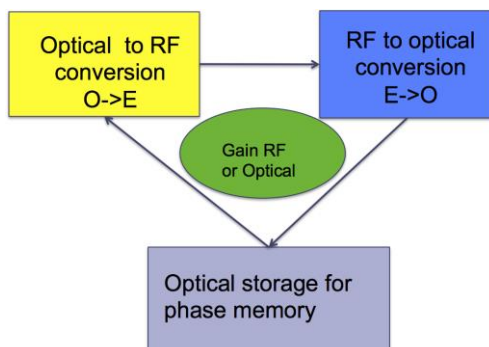 Optical to RF
conversion
O->E
RF to optical
conversion
E->O
Gain RF
or Optical
Optical storage for
phase memory